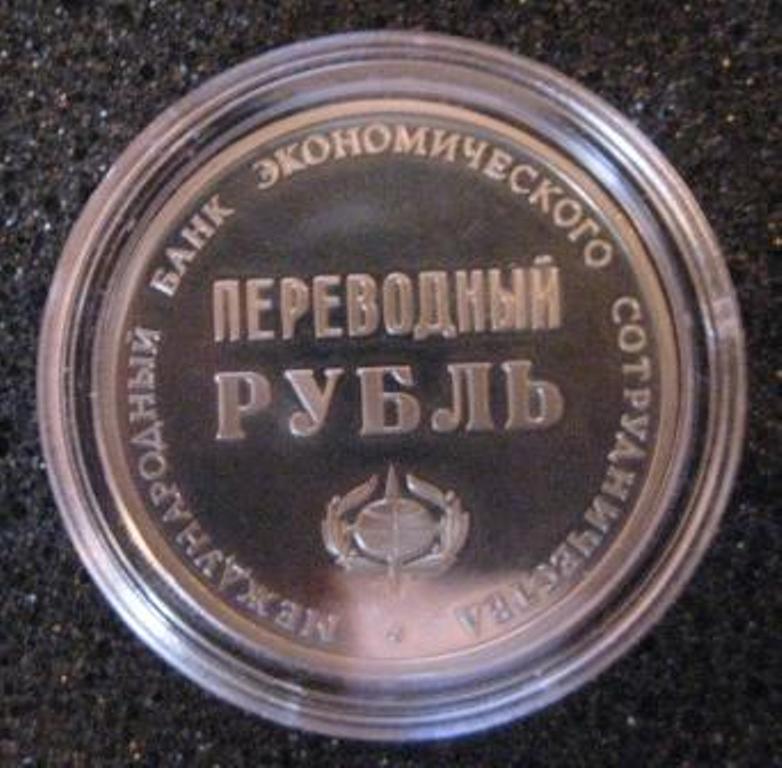 МЕЖДУНАРОДНЫЙ БАНК ЭКОНОМИЧЕСКОГО СОТРУДНИЧЕСТВА
ПЕРЕВОДНЫЙ
РУБЛЬ